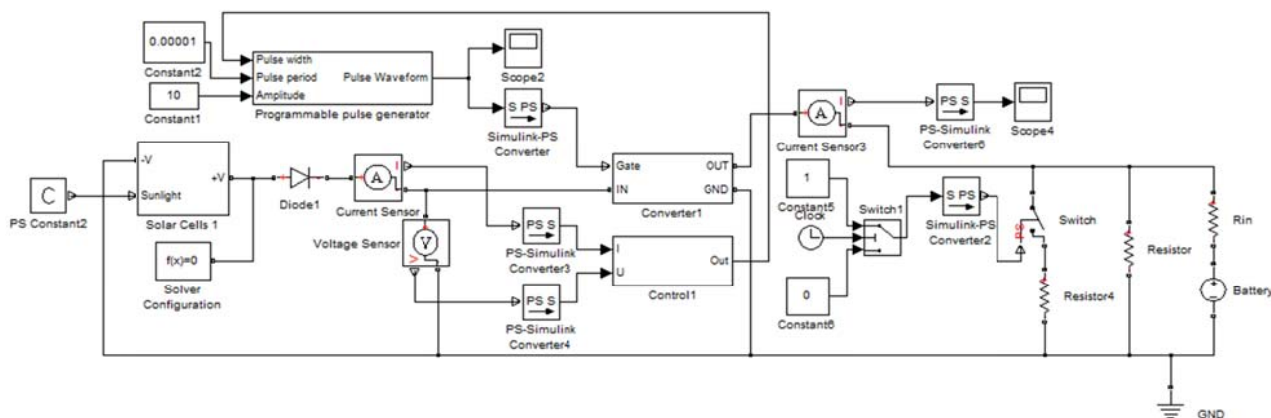 0.00001
Constant2
10
Constant1
Pulse width
Pulse period
Amplitude
Pulse Waveform
Programmable pulse generator
Scope2
S PS
Simulink-PS
Converter
A
I
Current Sensor3
PS S
PS-Simulink
Converter6
Scope4
C
PS Constant2
-V
Sunlight
+V
Solar Cells 1
f(x)=0
Solver
Configuration
Diode1
A
I
Current Sensor
Voltage Sensor
V
V
PS S
PS-Simulink
Converter3
PS S
PS-Simulink
Converter4
Gate
IN
OUT
GND
Converter1
I
U
Out
Control1
1
Constant5
Clock
0
Constant6
Switch1
S PS
Simulink-PS
Converter2
PS
Switch
Resistor4
Resistor
Rin
Battery
GND